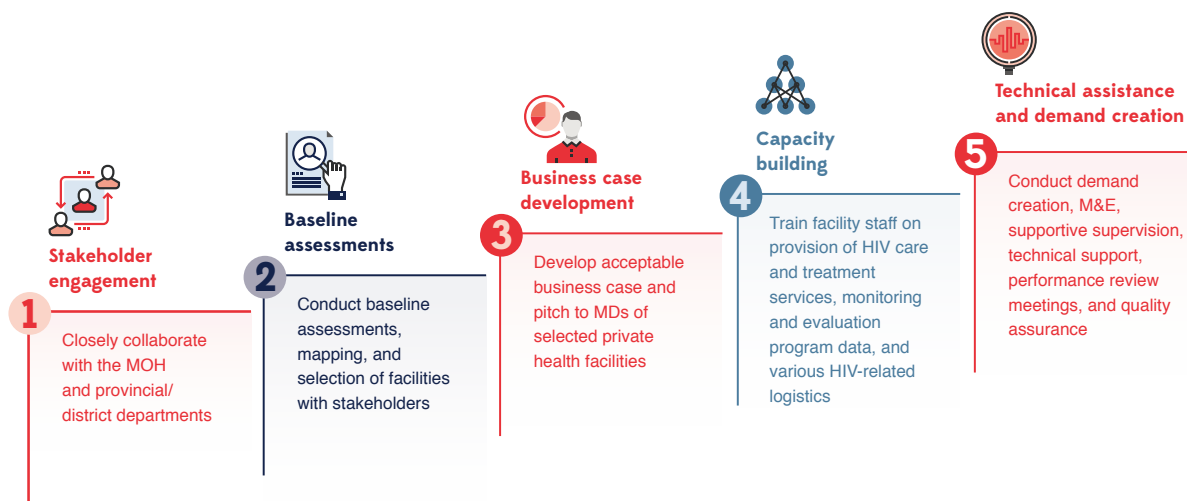 Stakeholder
engagement
1
Closely collaborate
with the MOH
and provincial/
district departments
Baseline
assessments
2
Conduct baseline
assessments,
mapping, and
selection of facilities
with stakeholders
Business case
development
3
Develop acceptable
business case and
pitch to MDs of
selected private
health facilities
Capacity
building
4
Train facility staff on
provision of HIV care
and treatment
services, monitoring
and evaluation
program data, and
various HIV-related
logistics
Technical assistance
and demand creation
5
Conduct demand
creation, M&E,
supportive supervision,
technical support,
performance review
meetings, and quality
assurance